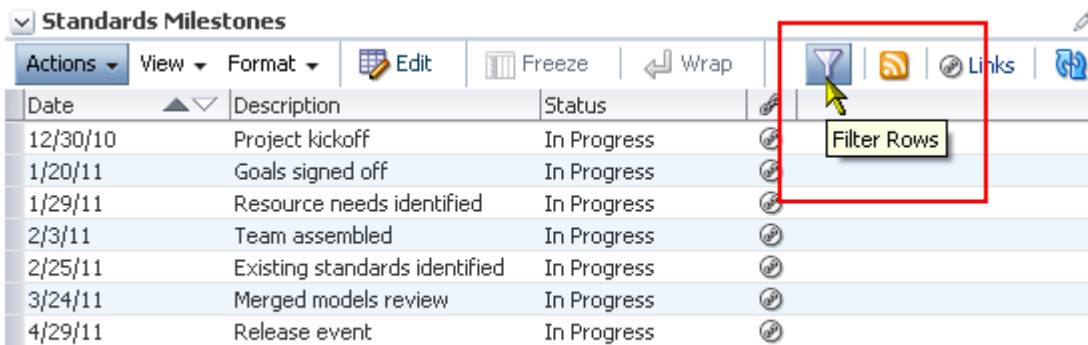 Standards Milestones
Actions View Format Edit Freeze Wrap Links
Date Description Status
Filter Rows
12/30/10 Project kickoff In Progress
1/20/11 Goals signed off In Progress
1/29/11 Resource needs identified In Progress
2/3/11 Team assembled In Progress
2/25/11 Existing standards identified In Progress
3/24/11 Merged models review In Progress
4/29/11 Release event In Progress